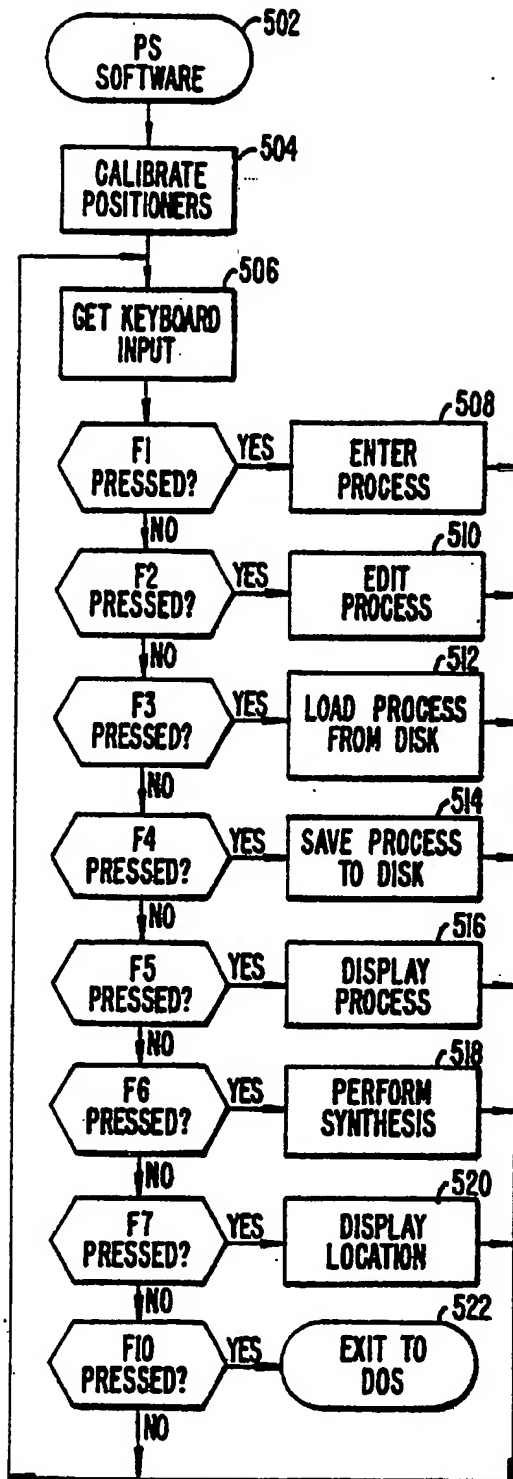 502
PS
SOFTWARE
504
CALIBRATE
POSITIONERS
506
GET KEYBOARD
INPUT
508
F1
PRESSED?
YES
ENTER
PROCESS
NO
510
F2
PRESSED?
YES
EDIT
PROCESS
NO
512
F3
PRESSED?
YES
LOAD PROCESS
FROM DISK
NO
514
F4
PRESSED?
YES
SAVE PROCESS
TO DISK
NO
516
F5
PRESSED?
YES
DISPLAY
PROCESS
NO
518
F6
PRESSED?
YES
PERFORM
SYNTHESIS
NO
520
F7
PRESSED?
YES
DISPLAY
LOCATION
NO
522
F10
PRESSED?
YES
EXIT TO
DOS
NO